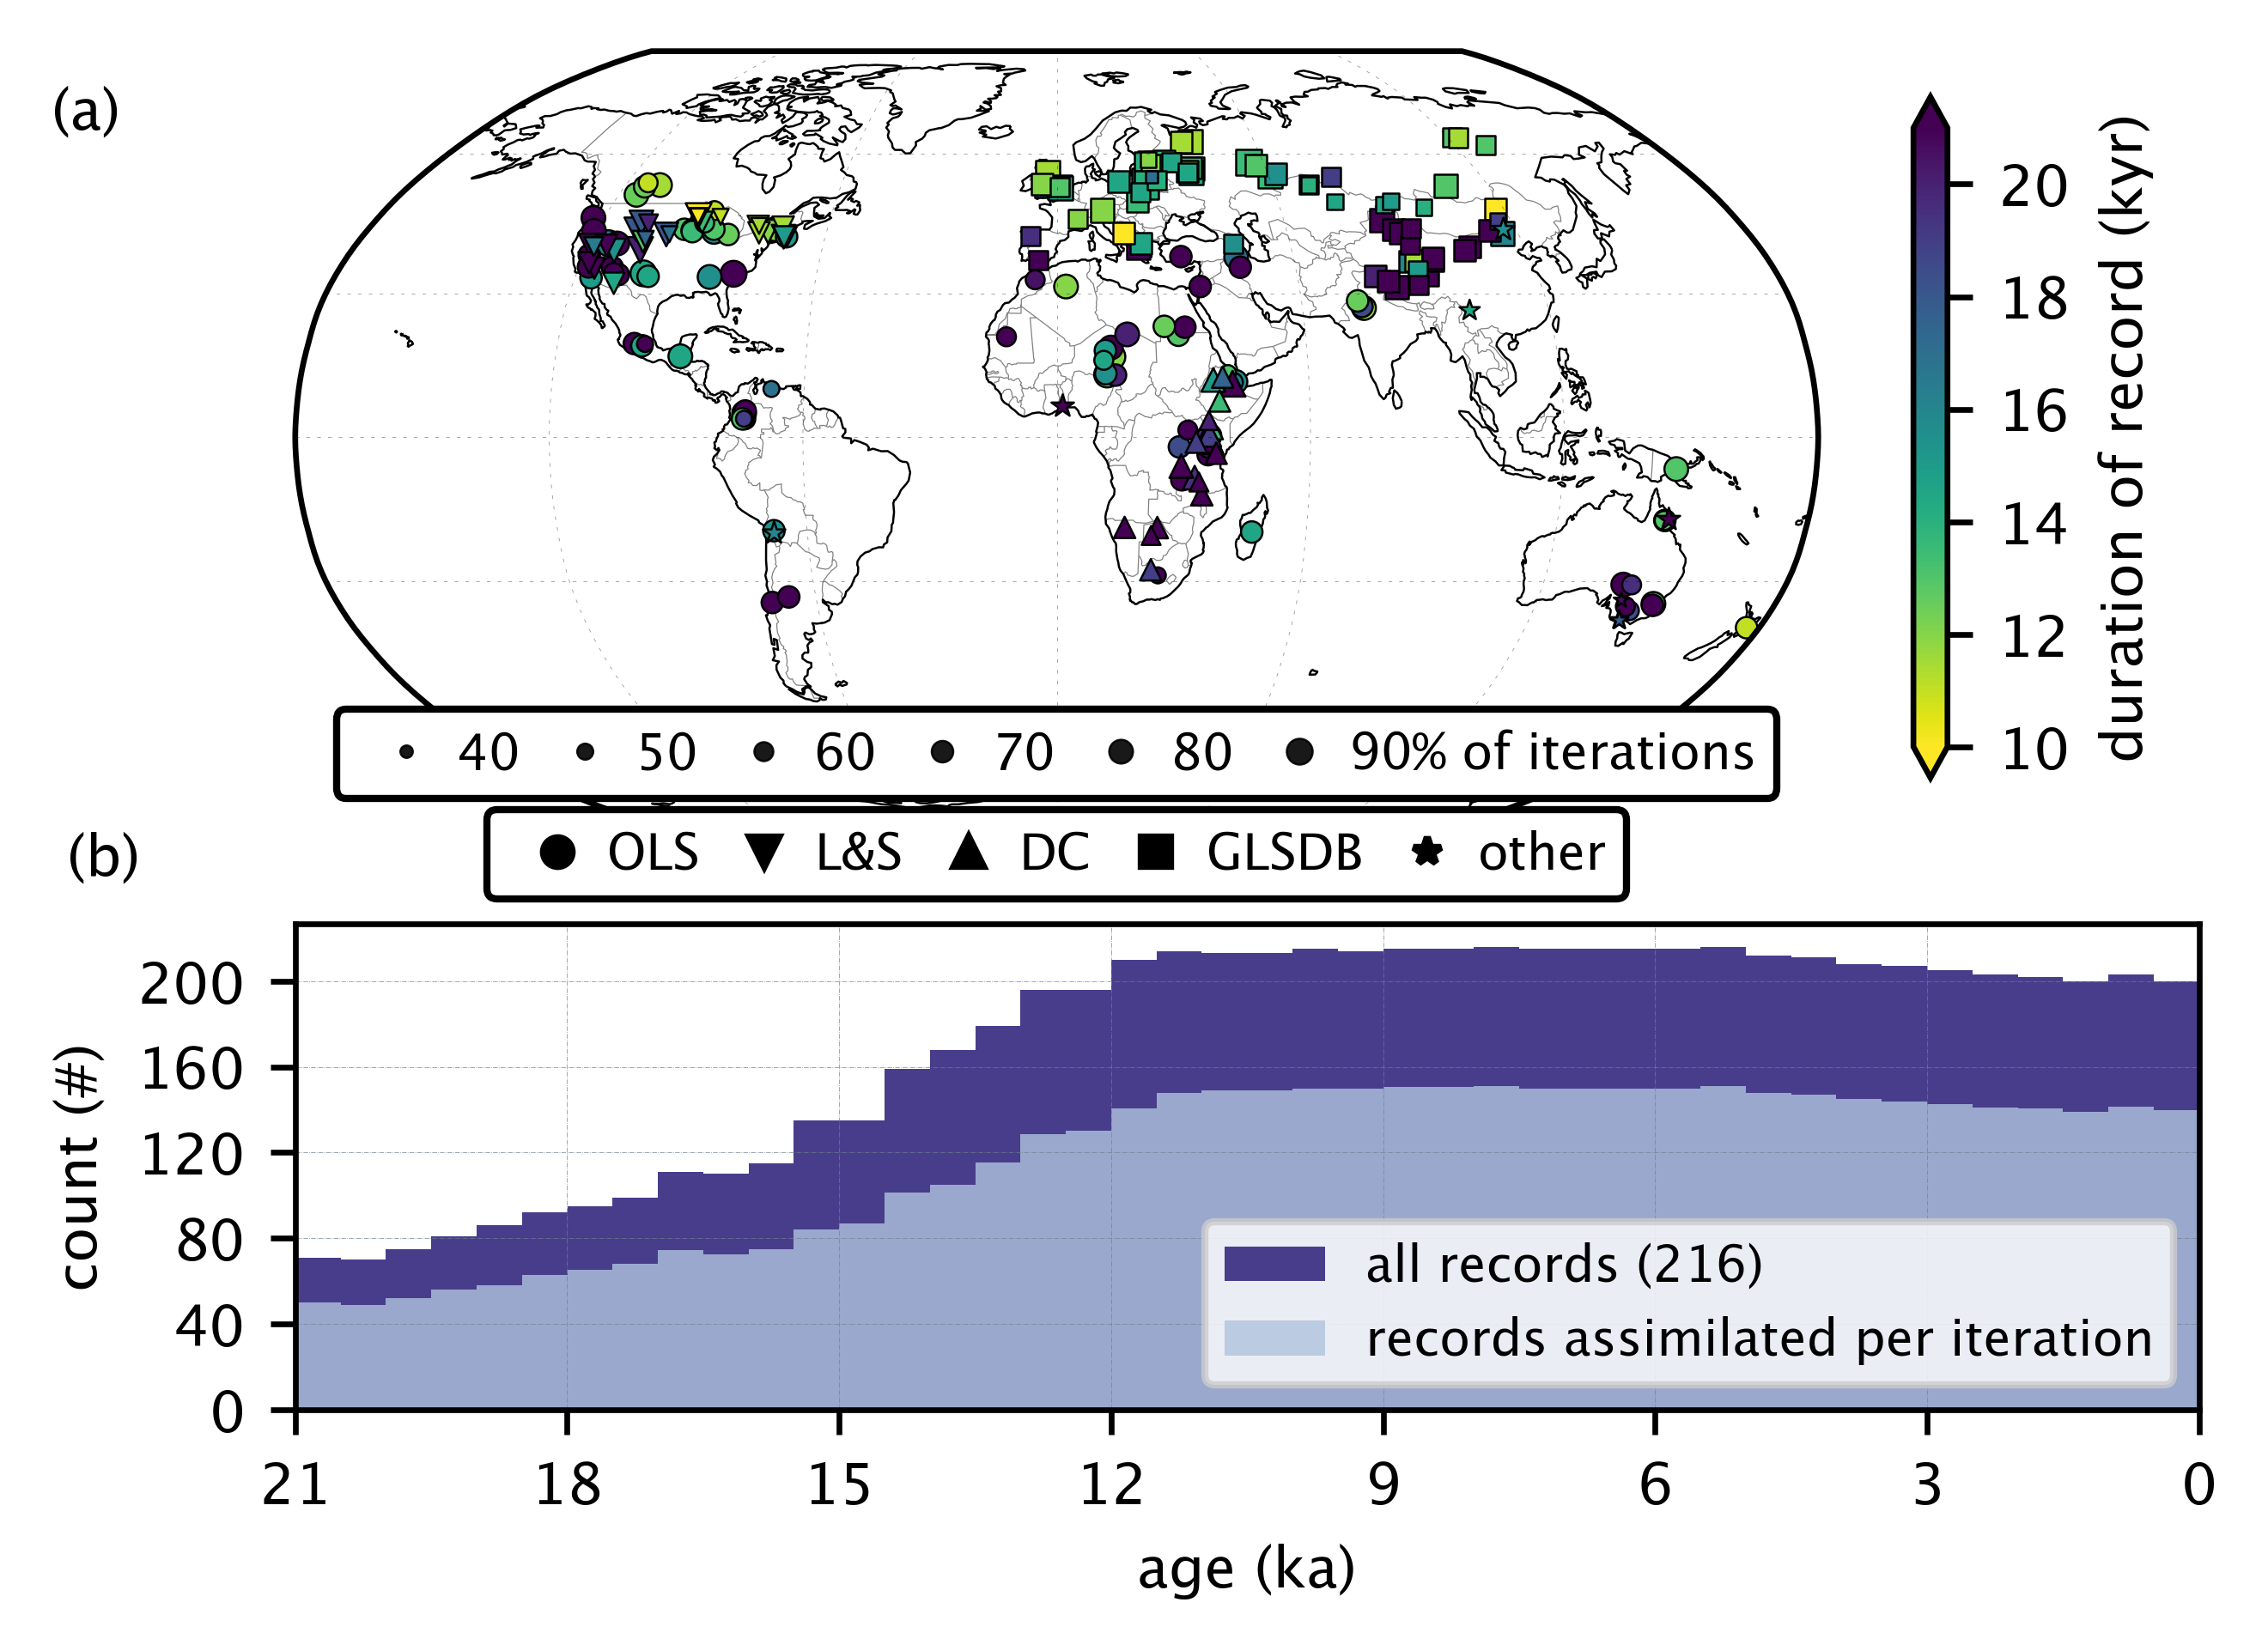 (a)
20
18
16
14
12
10
duration of record (kyr)
40 50 60 70 80 90% of iterations
OLS L&S DC GLSDB other
(b)
200
160
120
80
40
0
count (#)
all records (216)
records assimilated per iteration
21 18 15 12 9 6 3 0
age (ka)